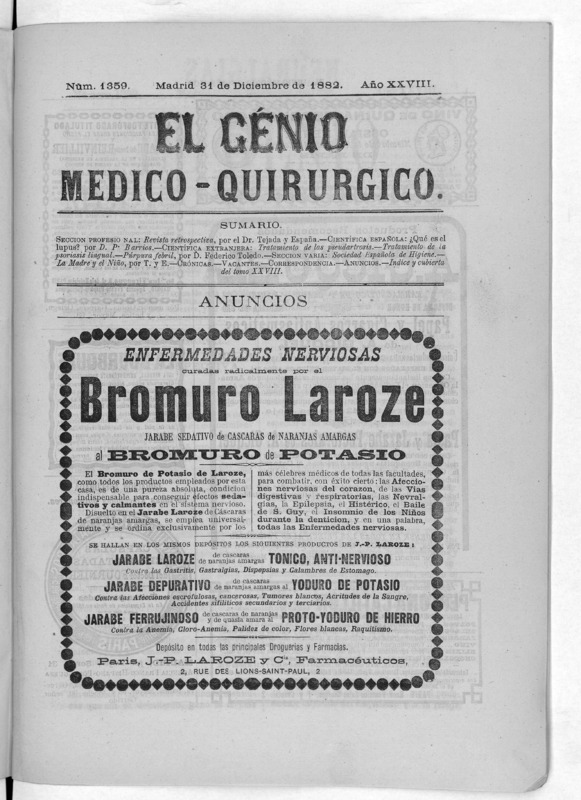 Núm. 1359. Madrid 31 de Diciembre de 1882. Año XXVIII.
EL GÉNIO
MEDICO-QUIRURGICO.
SUMARIO.
SECCION PROFESIONAL: Revista retrospectiva, por el Dr. Tejada y España.—CIENTÍFICA ESPAÑOLA: ¿Qué es el
lupus? por D. P. Barrios.—CIENTÍFICA EXTRANJERA: Tratamiento de las pseudartrosis.—Tratamiento de la
psoriasis lingual.—Púrpura febril, por D. Federico Toledo.—SECCION VARIA: Sociedad Española de Higiene.—
La Madre y el Niño, por T. y E.—CRÓNICAS.—VACANTES.—CORRESPONDENCIA.—ANUNCIOS.—Indice y cubierta
del tomo XXVIII.
ANUNCIOS
ENFERMEDADES NERVIOSAS
curadas radicalmente por el
Bromuro Laroze
JARABE SEDATIVO de CASCARAS de NARANJAS AMARGAS
al BROMURO de POTASIO
El Bromuro de Potasio de Laroze,
como todos los productos empleados por esta
casa, es de una pureza absoluta, condicion
indispensable para conseguir efectos seda-
tivos y calmantes en el sistema nervioso.
Disuelto en el Jarabe Laroze de Cáscaras
de naranjas amargas, se emplea universal-
mente y se ordina exclusivamente por los
más célebres médicos de todas las facultades,
para combatir, con éxito cierto: las Afeccio-
nes nerviosas del corazon, de las Vias
digestivas y respiratorias, las Nevral-
gias, la Epilepsia, el Histérico, el Baile
de S. Guy, el Insomnio de los Niños
durante la denticion, y en una palabra,
todas las Enfermedades nerviosas.
SE HALLAN EN LOS MISMOS DEPÓSITOS LOS SIGUIENTES PRODUCTOS DE J.-P. LAROZE:
JARABE LAROZE de cáscaras de naranjas amargas TONICO, ANTI-NERVIOSO
Contra las Gastritis, Gastralgias, Dispepsias y Calambres de Estomago.
JARABE DEPURATIVO de cascaras de naranjas amargas al YODURO DE POTASIO
Contra las Afecciones escrofulosas, cancerosas, Tumores blancos, Acritudes de la Sangre,
Accidentes sifiliticos secundarios y terciarios.
JARABE FERRUJINOSO de cascaras de naranjas y de quasia amara al PROTO-YODURO DE HIERRO
Contra la Anemia, Cloro-Anemia, Palidez de color, Flores blancas, Raquitismo.
Depósito en todas las principales Droguerias y Farmacias.
Paris, J.-P. LAROZE y Cª, Farmacéuticos,
2, RUE DES LIONS-SAINT-PAUL, 2